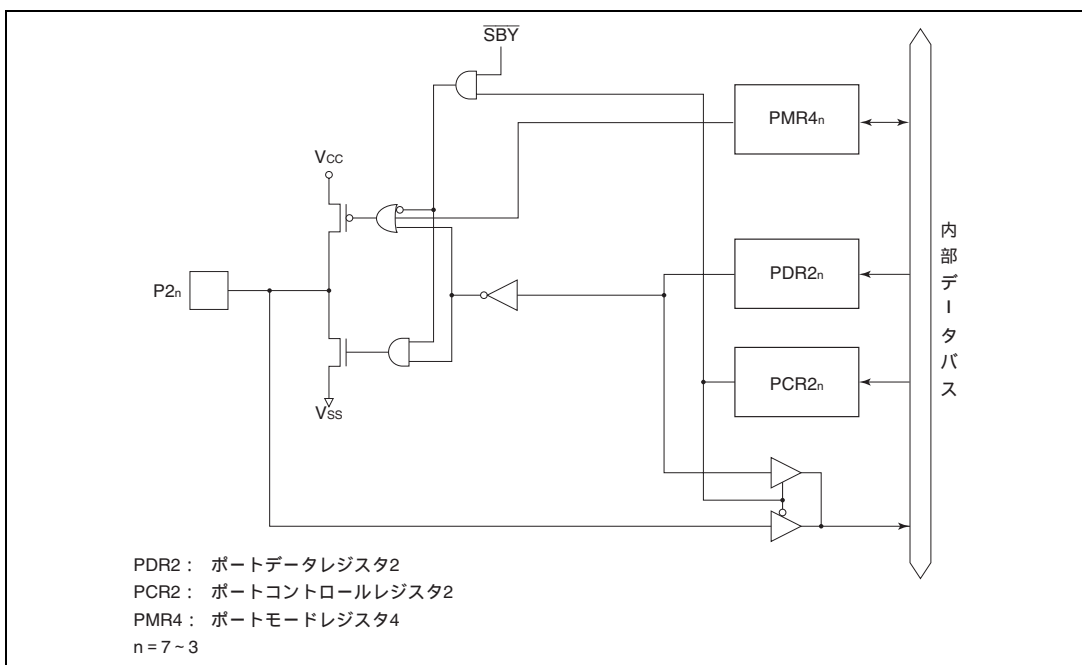 SBY
PMR4n
VCC
PDR2n
P2n
PCR2n
VSS
内部データバス
PDR2： ポートデータレジスタ2
PCR2： ポートコントロールレジスタ2
PMR4： ポートモードレジスタ4
n = 7 ~ 3